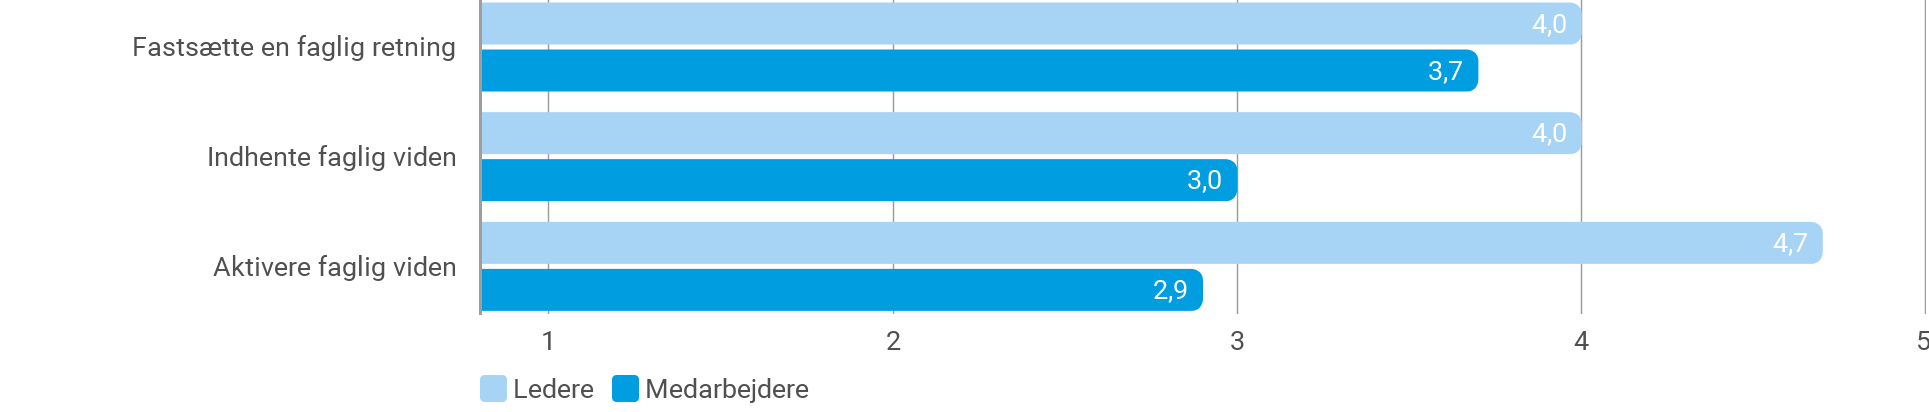 4,0
Fastsætte en faglig retning
3,7
4,0
Indhente faglig viden
3,0
4,7
Aktivere faglig viden
2,9
1 2 3 4 5
Ledere Medarbejdere